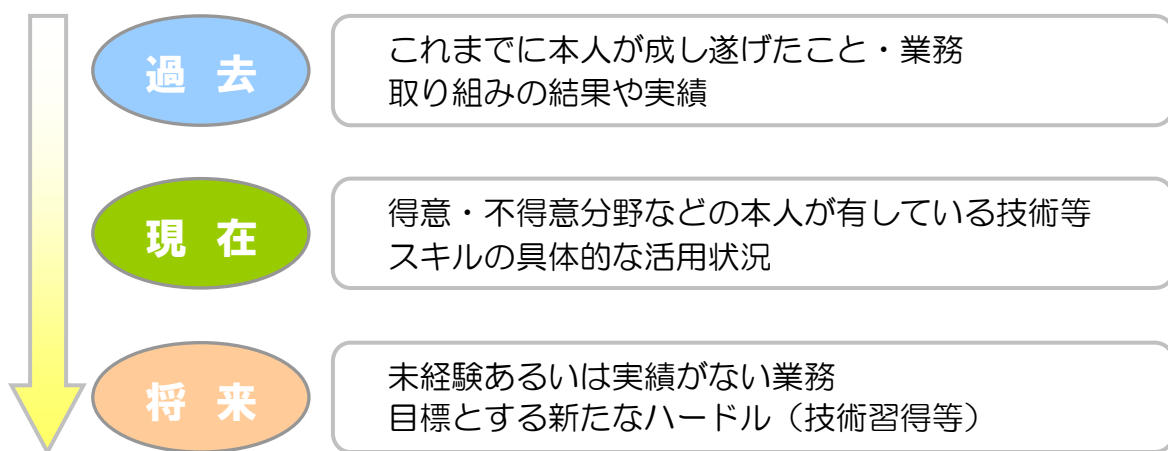 過去
これまでに本人が成し遂げたこと・業務
取り組みの結果や実績
現在
得意・不得意分野などの本人が有している技術等
スキルの具体的な活用状況
将来
未経験あるいは実績がない業務
目標とする新たなハードル（技術習得等）